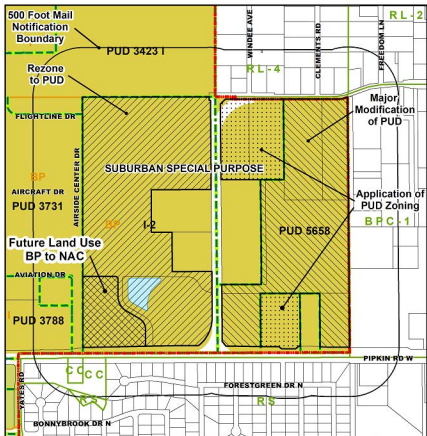 500 Foot Mail
Notification
Boundary
PUD 3423 I
WINDEE AVE
CLEMENTS RD
FREEDOM LN
RL-2
Rezone
to PUD
RL-4
Major
Modification
of PUD
FLIGHTLINE DR
AIRSIDE CENTER DR
SUBURBAN SPECIAL PURPOSE
BP
AIRCRAFT DR
PUD 3731
BP
I-2
Application of
PUD Zoning
BPC-1
PUD 5658
Future Land Use
BP to NAC
AVIATION DR
I
PUD 3788
PIPKIN RD W
YATES RD
CC
CC
RS
FORESTGREEN DR N
RS
BONNYBROOK DR N